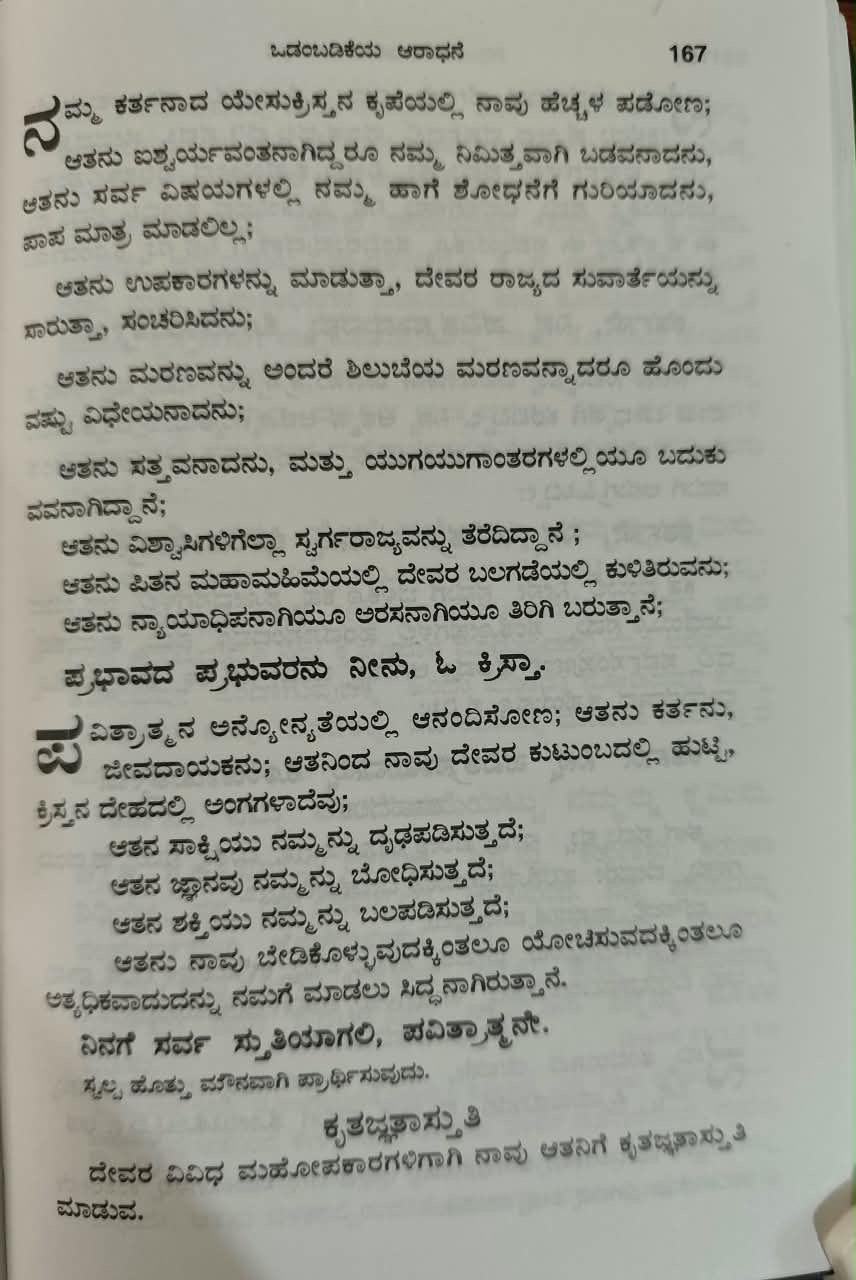 ಒಡಂಬಡಿಕೆಯ ಆರಾಧನೆ 167
ನಮ್ಮ ಕರ್ತನಾದ ಯೇಸುಕ್ರಿಸ್ತನ ಕೃಪೆಯಲ್ಲಿ ನಾವು ಹೆಚ್ಚಳ ಪಡೋಣ;
ಆತನು ಐಶ್ವರ್ಯವಂತನಾಗಿದ್ದರೂ ನಮ್ಮ ನಿಮಿತ್ತವಾಗಿ ಬಡವನಾದನು,
ಆತನು ಸರ್ವ ವಿಷಯಗಳಲ್ಲಿ ನಮ್ಮ ಹಾಗೆ ಶೋಧನೆಗೆ ಗುರಿಯಾದನು,
ಪಾಪ ಮಾತ್ರ ಮಾಡಲಿಲ್ಲ;
ಆತನು ಉಪಕಾರಗಳನ್ನು ಮಾಡುತ್ತಾ, ದೇವರ ರಾಜ್ಯದ ಸುವಾರ್ತೆಯನ್ನು
ಸಾರುತ್ತಾ, ಸಂಚರಿಸಿದನು;
ಆತನು ಮರಣವನ್ನು ಅಂದರೆ ಶಿಲುಬೆಯ ಮರಣವನ್ನಾದರೂ ಹೊಂದು
ವಷ್ಟು ವಿಧೇಯನಾದನು;
ಆತನು ಸತ್ತವನಾದನು, ಮತ್ತು ಯುಗಯುಗಾಂತರಗಳಲ್ಲಿಯೂ ಬದುಕು
ವವನಾಗಿದ್ದಾನೆ;
ಆತನು ವಿಶ್ವಾಸಿಗಳಿಗೆಲ್ಲಾ ಸ್ವರ್ಗರಾಜ್ಯವನ್ನು ತೆರೆದಿದ್ದಾನೆ ;
ಆತನು ಪಿತನ ಮಹಾಮಹಿಮೆಯಲ್ಲಿ ದೇವರ ಬಲಗಡೆಯಲ್ಲಿ ಕುಳಿತಿರುವನು;
ಆತನು ನ್ಯಾಯಾಧಿಪನಾಗಿಯೂ ಅರಸನಾಗಿಯೂ ತಿರಿಗಿ ಬರುತ್ತಾನೆ;
ಪ್ರಭಾವದ ಪ್ರಭುವರನು ನೀನು, ಓ ಕ್ರಿಸ್ತಾ.
ಪವಿತ್ರಾತ್ಮನ ಅನ್ಯೋನ್ಯತೆಯಲ್ಲಿ ಆನಂದಿಸೋಣ; ಆತನು ಕರ್ತನು,
ಜೀವದಾಯಕನು; ಆತನಿಂದ ನಾವು ದೇವರ ಕುಟುಂಬದಲ್ಲಿ ಹುಟ್ಟಿ,
ಕ್ರಿಸ್ತನ ದೇಹದಲ್ಲಿ ಅಂಗಗಳಾದೆವು;
ಆತನ ಸಾಕ್ಷಿಯು ನಮ್ಮನ್ನು ದೃಢಪಡಿಸುತ್ತದೆ;
ಆತನ ಜ್ಞಾನವು ನಮ್ಮನ್ನು ಬೋಧಿಸುತ್ತದೆ;
ಆತನ ಶಕ್ತಿಯು ನಮ್ಮನ್ನು ಬಲಪಡಿಸುತ್ತದೆ;
ಆತನು ನಾವು ಬೇಡಿಕೊಳ್ಳುವುದಕ್ಕಿಂತಲೂ ಯೋಚಿಸುವದಕ್ಕಿಂತಲೂ
ಅತ್ಯಧಿಕವಾದುದನ್ನು ನಮಗೆ ಮಾಡಲು ಸಿದ್ಧನಾಗಿರುತ್ತಾನೆ.
ನಿನಗೆ ಸರ್ವ ಸ್ತುತಿಯಾಗಲಿ, ಪವಿತ್ರಾತ್ಮನೇ.
ಸ್ವಲ್ಪ ಹೊತ್ತು ಮೌನವಾಗಿ ಪ್ರಾರ್ಥಿಸುವುದು.
ಕೃತಜ್ಞತಾಸ್ತುತಿ
ದೇವರ ವಿವಿಧ ಮಹೋಪಕಾರಗಳಿಗಾಗಿ ನಾವು ಆತನಿಗೆ ಕೃತಜ್ಞತಾಸ್ತುತಿ
ಮಾಡುವ.